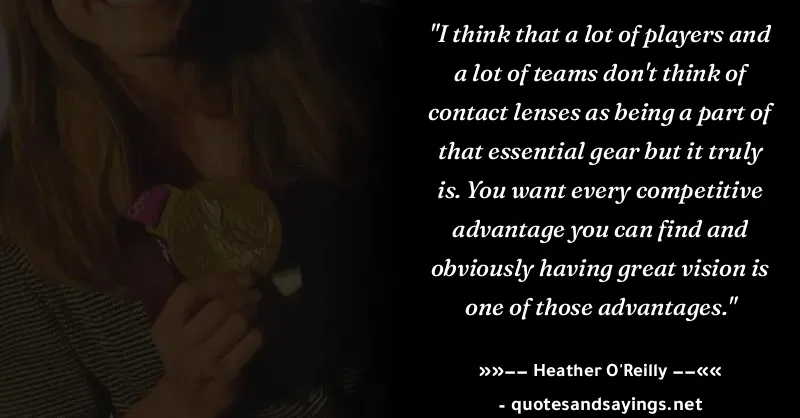 "I think that a lot of players and
a lot of teams don't think of
contact lenses as being a part of
that essential gear but it truly
is. You want every competitive
advantage you can find and
obviously having great vision is
one of those advantages."
»»−− Heather O'Reilly −−««
- quotesandsayings.net